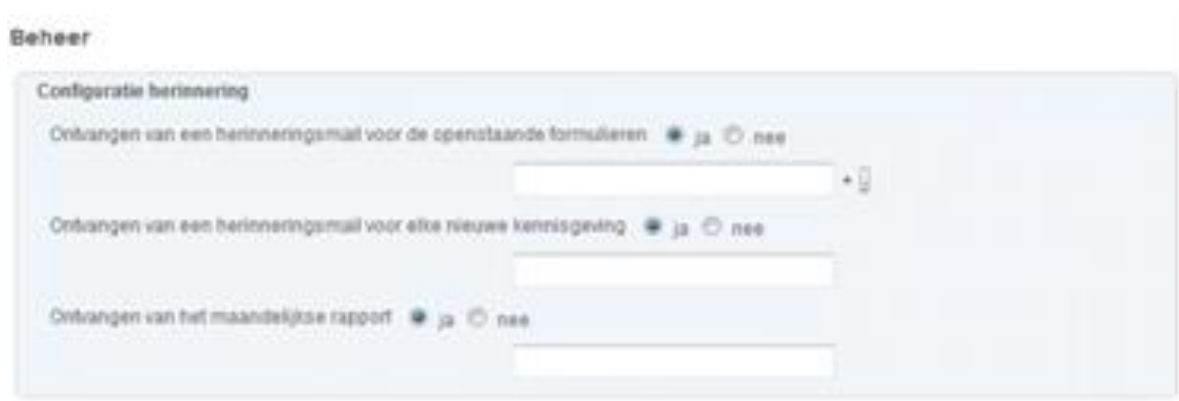 Beheer
Configuratie herinnering
Ontvangen van een herinneringsmail voor de openstaande formulieren ja nee
+
Ontvangen van een herinneringsmail voor elke nieuwe kennisgeving ja nee
Ontvangen van het maandelijkse rapport ja nee